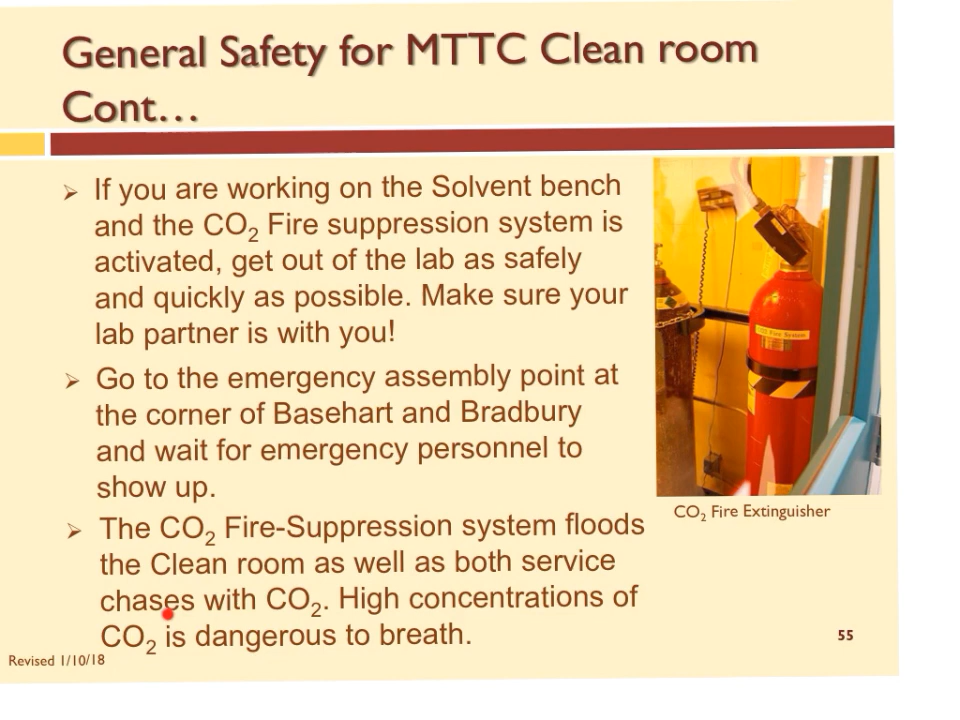 General Safety for MTTC Clean room
Cont…
➢ If you are working on the Solvent bench
and the CO₂ Fire suppression system is
activated, get out of the lab as safely
and quickly as possible. Make sure your
lab partner is with you!
➢ Go to the emergency assembly point at
the corner of Basehart and Bradbury
and wait for emergency personnel to
show up.
➢ The CO₂ Fire-Suppression system floods
the Clean room as well as both service
chases with CO₂. High concentrations of
CO₂ is dangerous to breath.
Fire System
CO₂ Fire Extinguisher
55
Revised 1/10/18